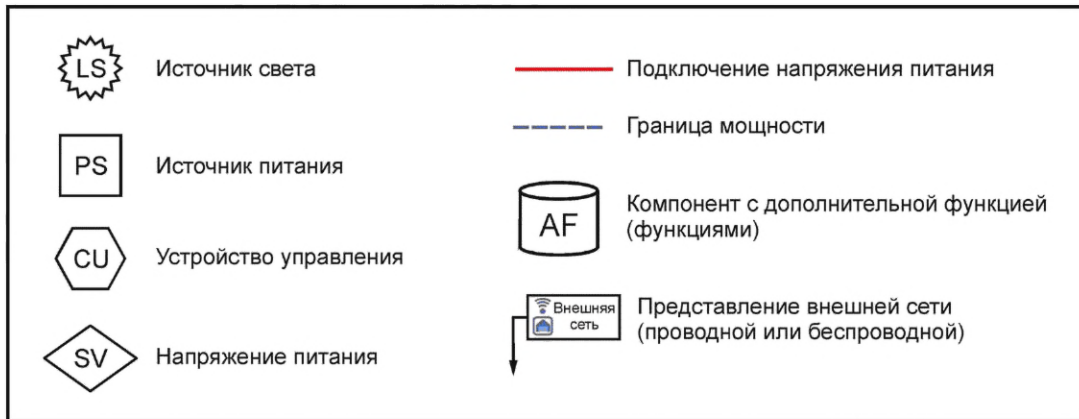 LS
Источник света
PS
Источник питания
CU
Устройство управления
SV
Напряжение питания
Подключение напряжения питания
Граница мощности
AF
Компонент с дополнительной функцией
(функциями)
Внешняя
сеть
Представление внешней сети
(проводной или беспроводной)